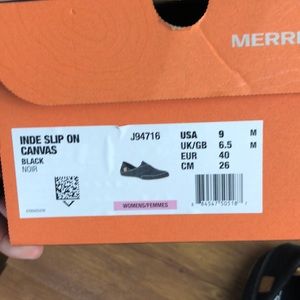 MERRE
INDE SLIP ON
CANVAS
BLACK
NOIR
J94716
USA 9 M
UK/GB 6.5 M
EUR 40
CM 26
WOMENS/FEMMES